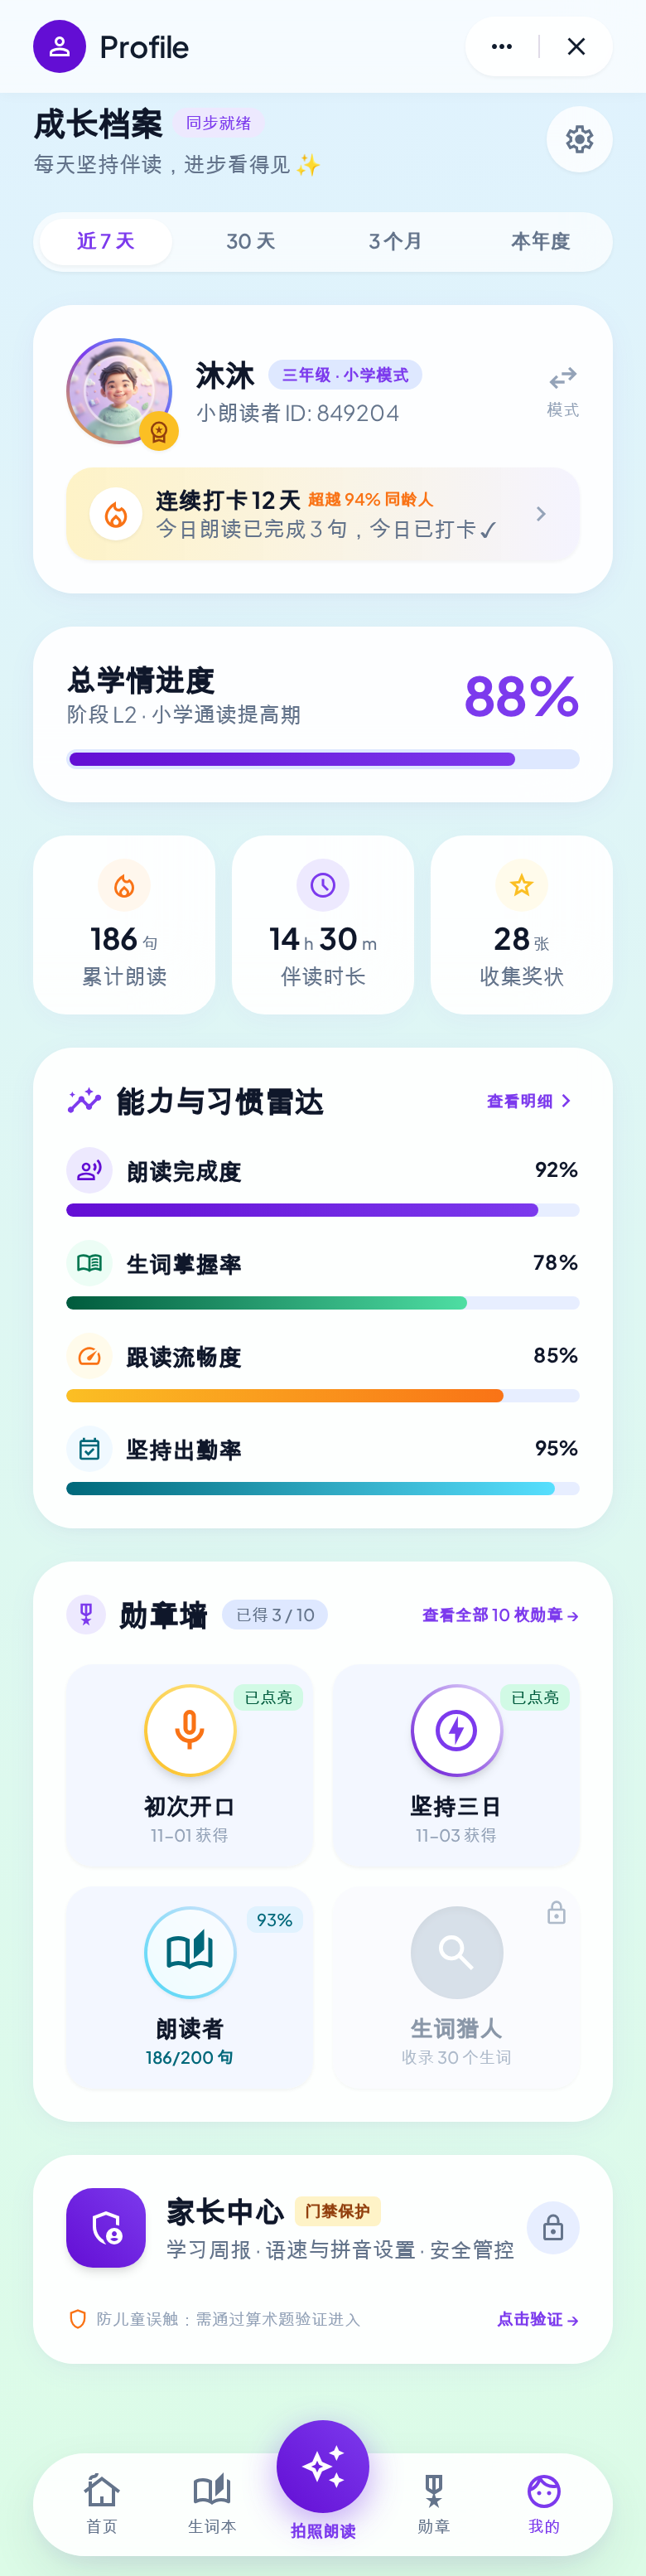 Profile
成长档案 同步就绪
每天坚持伴读，进步看得见✨
近 7 天 30 天 3 个月 本年度
沐沐 三年级 · 小学模式
小朗读者 ID: 849204
模式
连续打卡 12 天 超越 94% 同龄人
今日朗读已完成 3 句，今日已打卡 ✓
总学情进度
阶段 L2 · 小学通读提高期
88%
186 句
累计朗读
14 h 30 m
伴读时长
28 张
收集奖状
能力与习惯雷达 查看明细
朗读完成度 92%
生词掌握率 78%
跟读流畅度 85%
坚持出勤率 95%
勋章墙 已得 3 / 10 查看全部 10 枚勋章 →
已点亮
初次开口
11-01 获得
已点亮
坚持三日
11-03 获得
93%
朗读者
186/200 句
生词猎人
收录 30 个生词
家长中心 门禁保护
学习周报 · 语速与拼音设置 · 安全管控
防儿童误触：需通过算术题验证进入 点击验证 →
首页 生词本 拍照朗读 勋章 我的